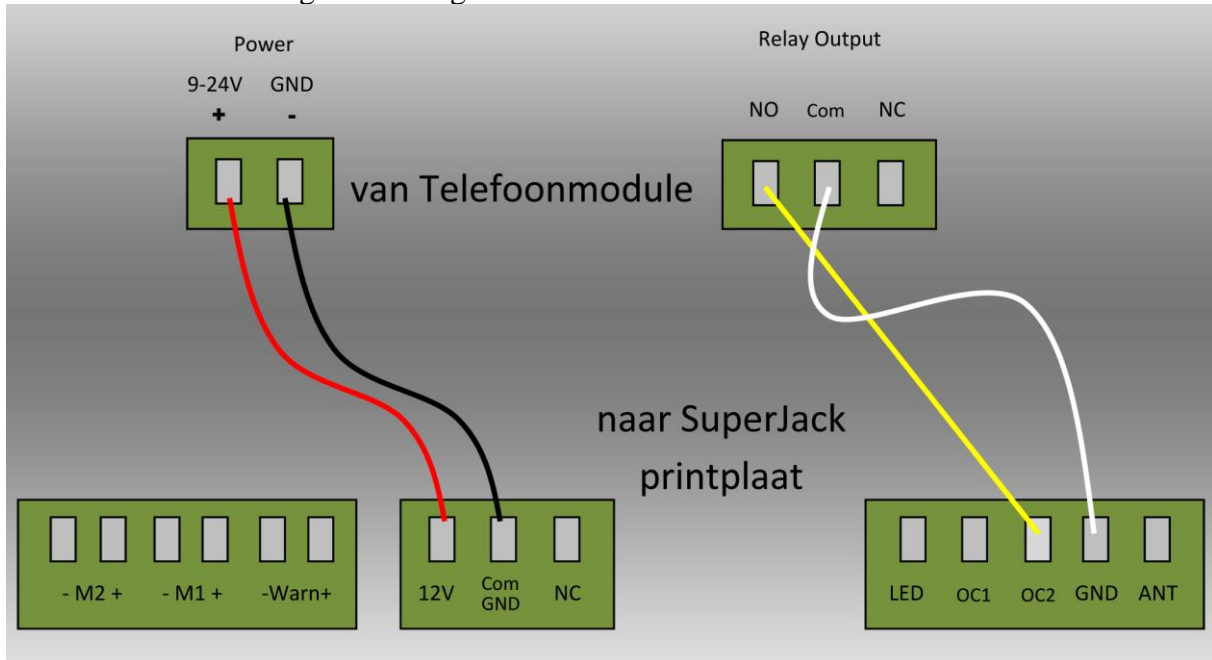 Power
9-24V GND
+ -
Relay Output
NO Com NC
van Telefoonmodule
naar SuperJack
printplaat
- M2 + - M1 + -Warn+
12V Com GND NC
LED OC1 OC2 GND ANT